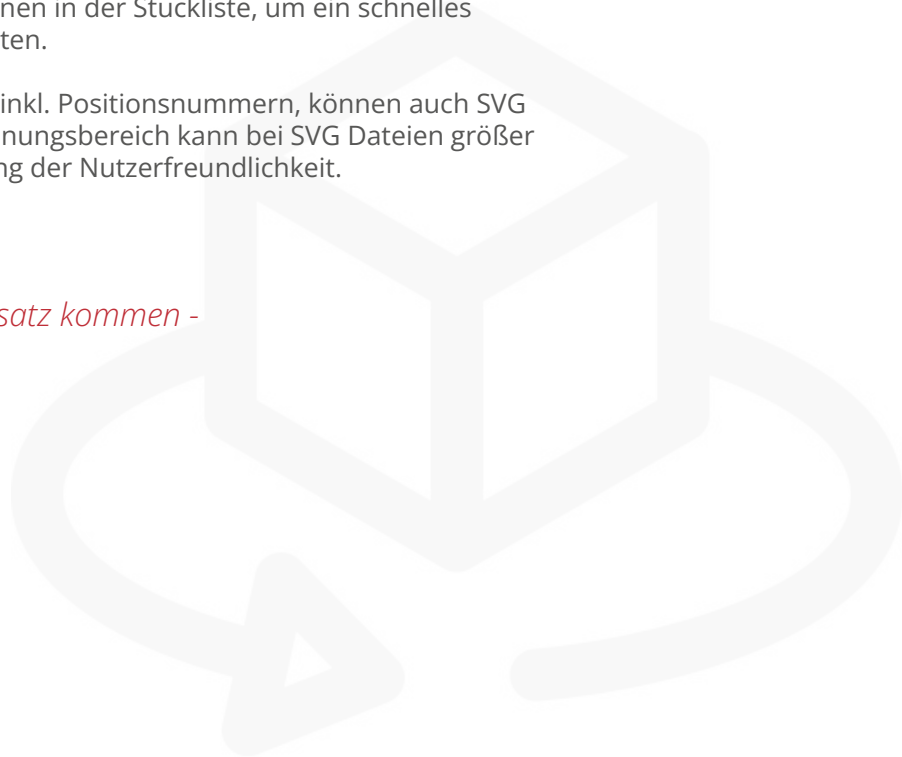 nen in der Stückliste, um ein schnelles
ten.
inkl. Positionsnummern, können auch SVG
nungsbereich kann bei SVG Dateien größer
ng der Nutzerfreundlichkeit.
satz kommen -